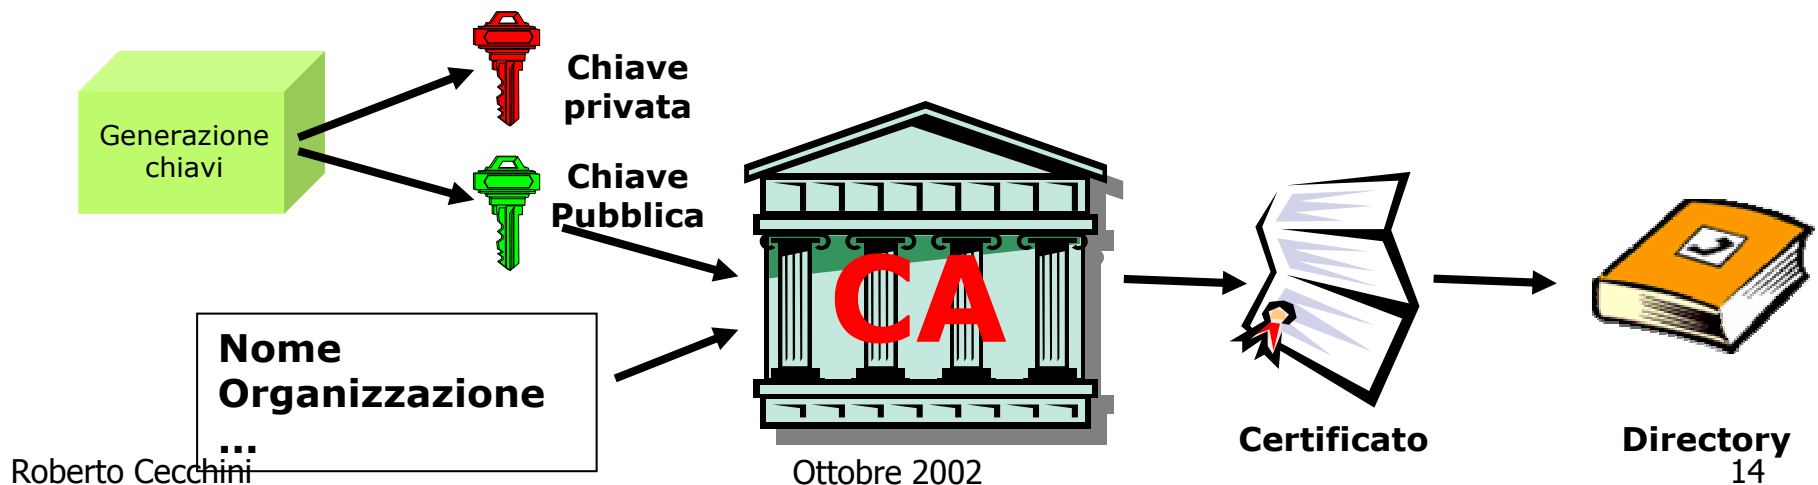 Generazione
chiavi
Chiave
privata
Chiave
Pubblica
Nome
Organizzazione
...
CA
Certificato
Directory
Roberto Cecchini
Ottobre 2002
14